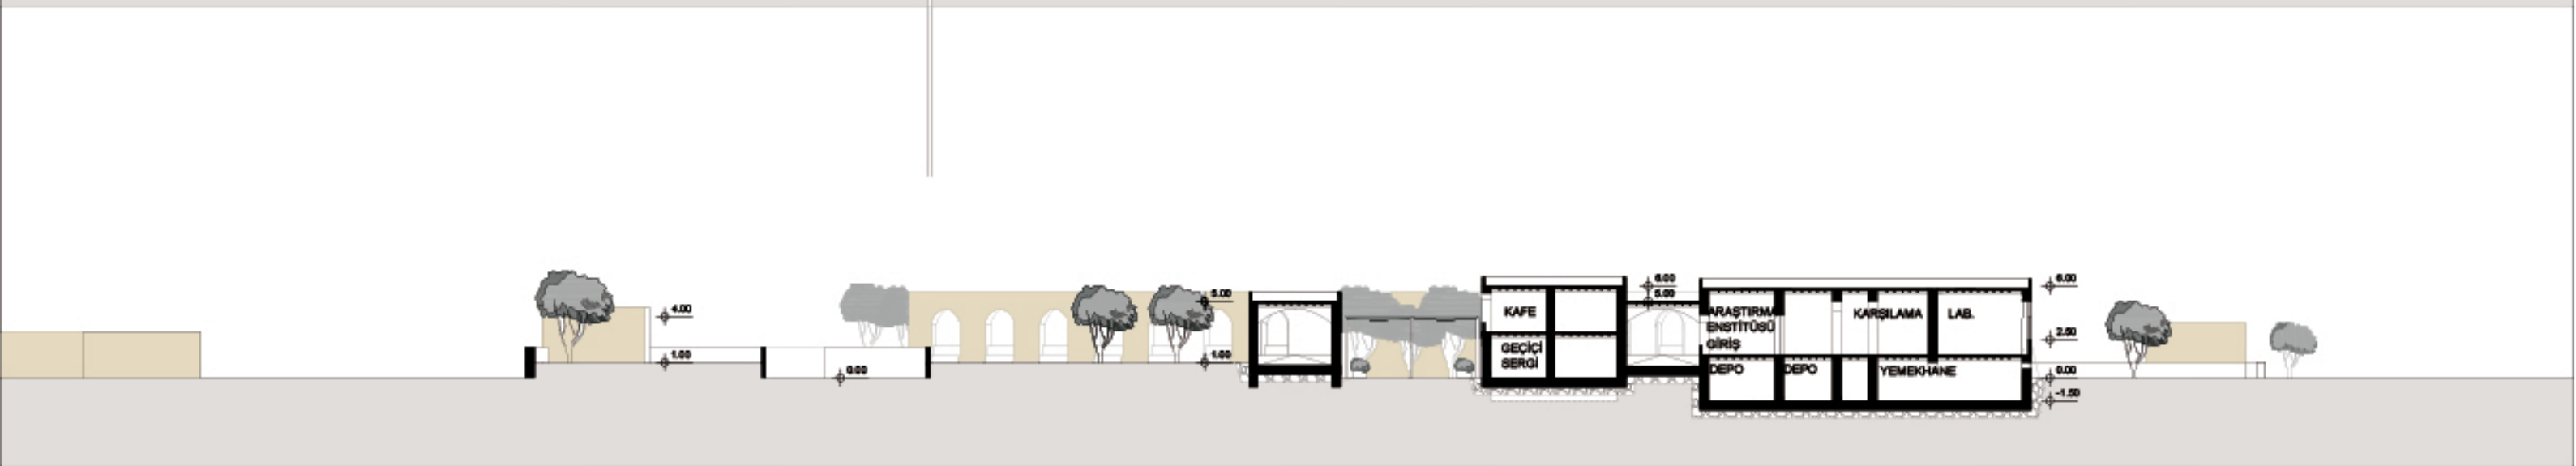 4.00
1.00
0.00
5.00
1.00
KAFE
GEÇİÇİ
SERGİ
6.00
5.00
ARAŞTIRMA
ENSTİTÜSÜ
GİRİŞ
KARŞILAMA
LAB.
DEPO
DEPO
YEMEKHANE
6.00
2.50
0.00
-1.50